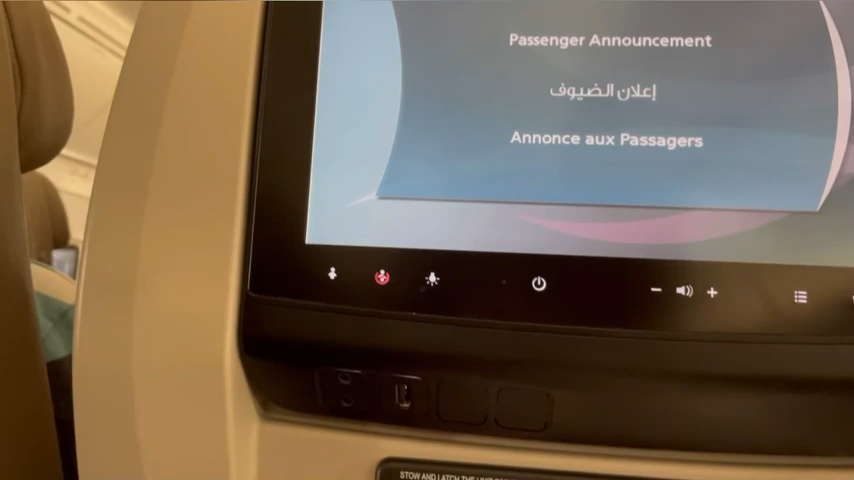 Passenger Announcement
إعلان الضيوف
Annonce aux Passagers
STOW AND LATCH THE